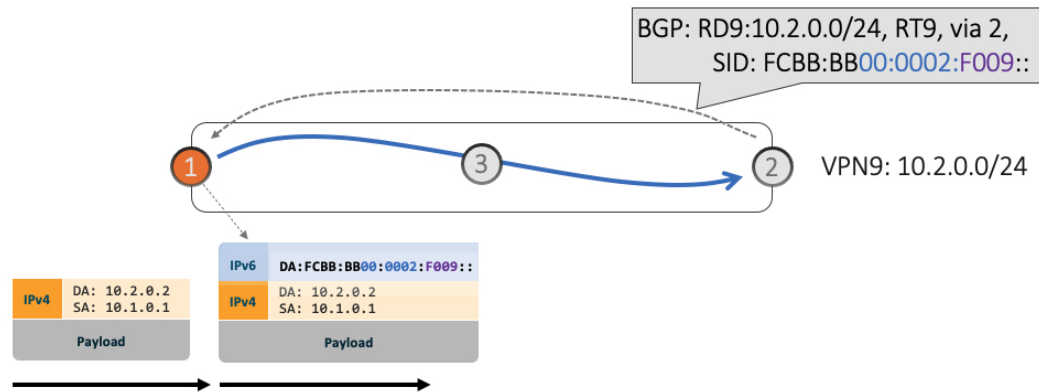 BGP: RD9:10.2.0.0/24, RT9, via 2,
SID: FCBB:BB00:0002:F009::
1
3
2
VPN9: 10.2.0.0/24
IPv6
DA:FCBB:BB00:0002:F009::
IPv4
DA: 10.2.0.2
SA: 10.1.0.1
Payload
IPv4
DA: 10.2.0.2
SA: 10.1.0.1
Payload